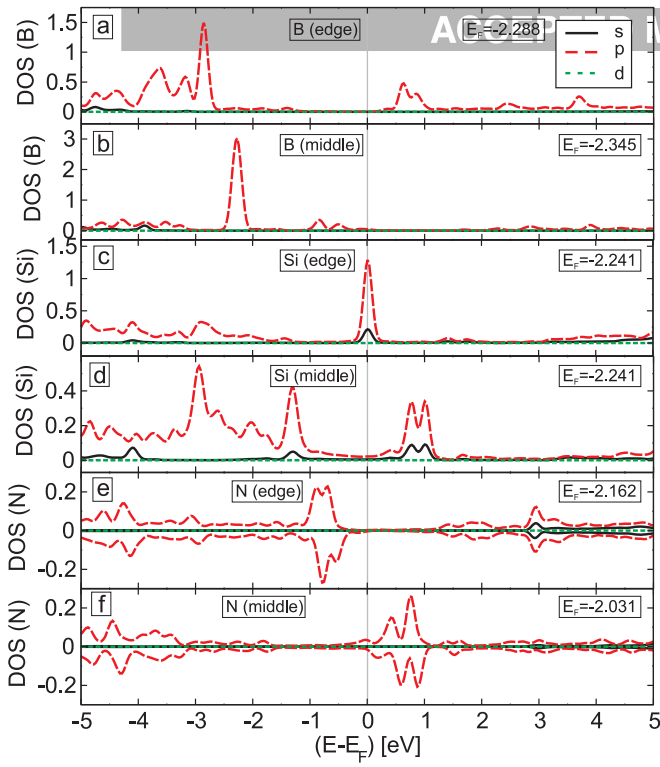 ACCEPTED M
a
B (edge)
E_F=-2.288
s
p
d
DOS (B)
1.5
1
0.5
0
b
B (middle)
E_F=-2.345
DOS (B)
3
2
1
0
c
Si (edge)
E_F=-2.241
DOS (Si)
1.5
1
0.5
0
d
Si (middle)
E_F=-2.241
DOS (Si)
0.4
0.2
0
e
N (edge)
E_F=-2.162
DOS (N)
0.2
0
-0.2
f
N (middle)
E_F=-2.031
DOS (N)
0.2
0
-0.2
-5 -4 -3 -2 -1 0 1 2 3 4 5
(E-E_F) [eV]